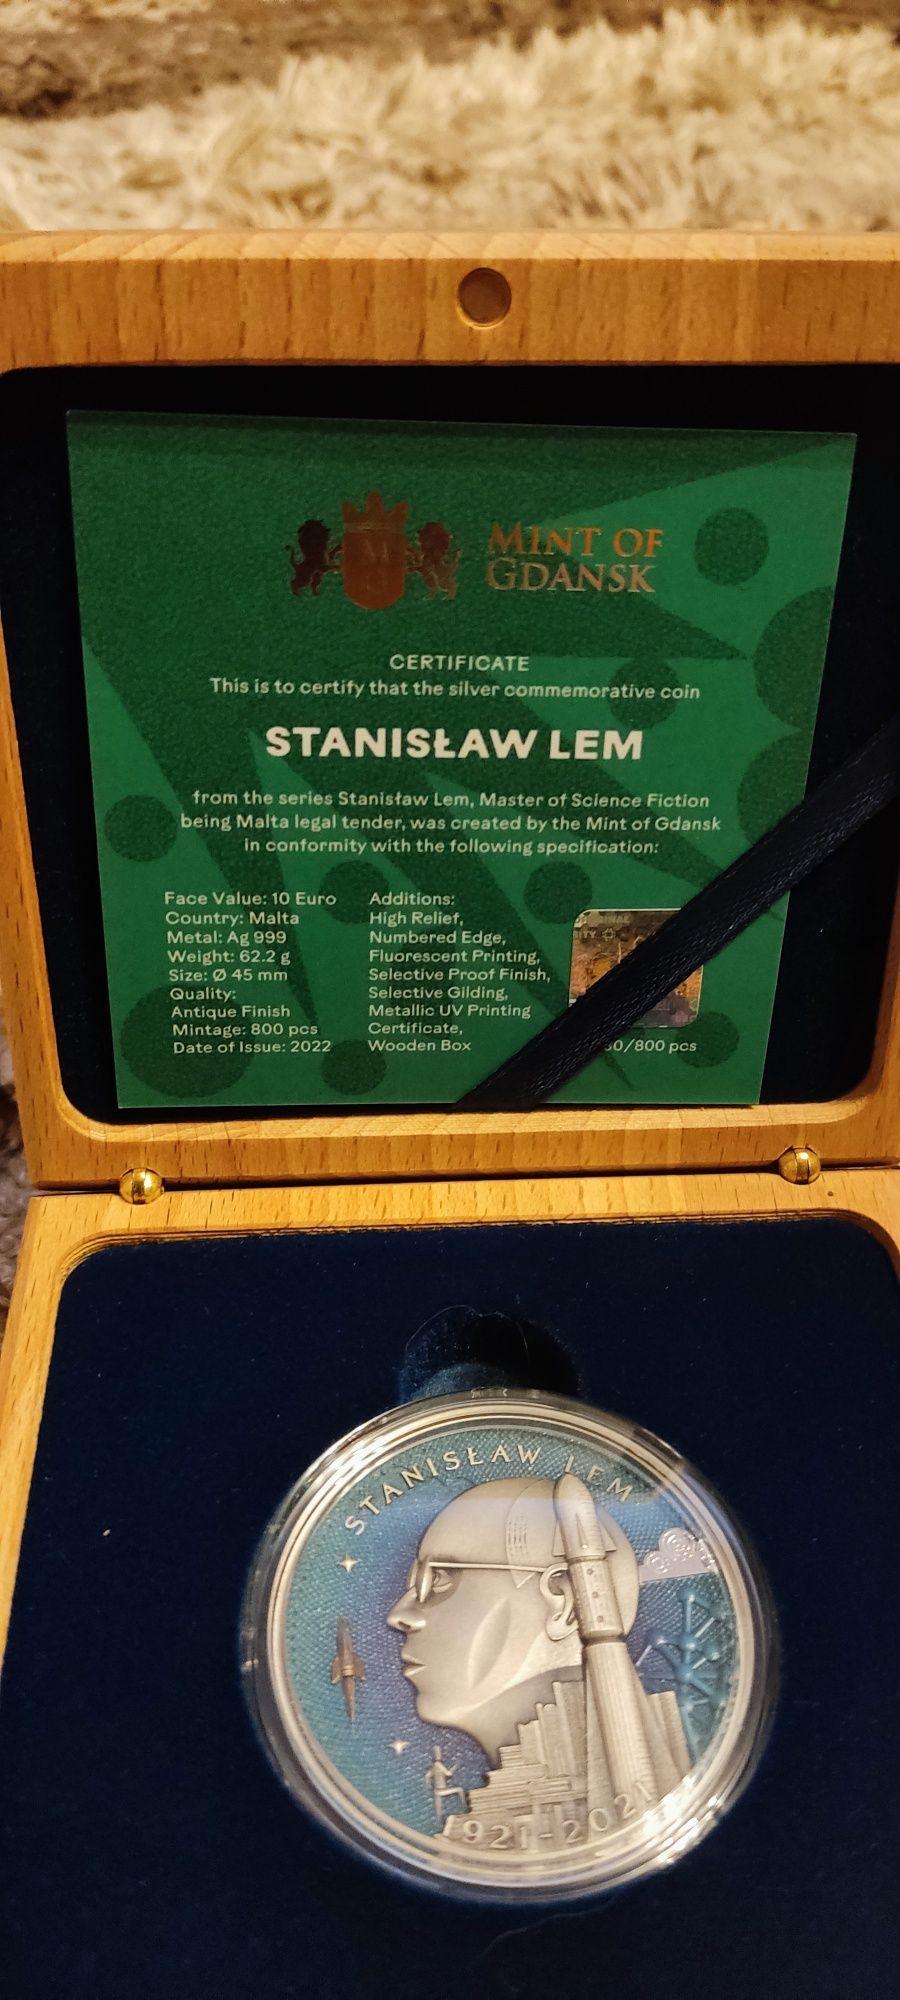 MINT OF
GDANSK
CERTIFICATE
This is to certify that the silver commemorative coin
STANISŁAW LEM
from the series Stanisław Lem, Master of Science Fiction
being Malta legal tender, was created by the Mint of Gdansk
in conformity with the following specification:
Face Value: 10 Euro
Country: Malta
Metal: Ag 999
Weight: 62.2 g
Size: Ø 45 mm
Quality:
Antique Finish
Mintage: 800 pcs
Date of Issue: 2022
Additions:
High Relief,
Numbered Edge,
Fluorescent Printing,
Selective Proof Finish,
Selective Gilding,
Metallic UV Printing
Certificate,
Wooden Box
0/800 pcs
STANISŁAW LEM
1921-2021